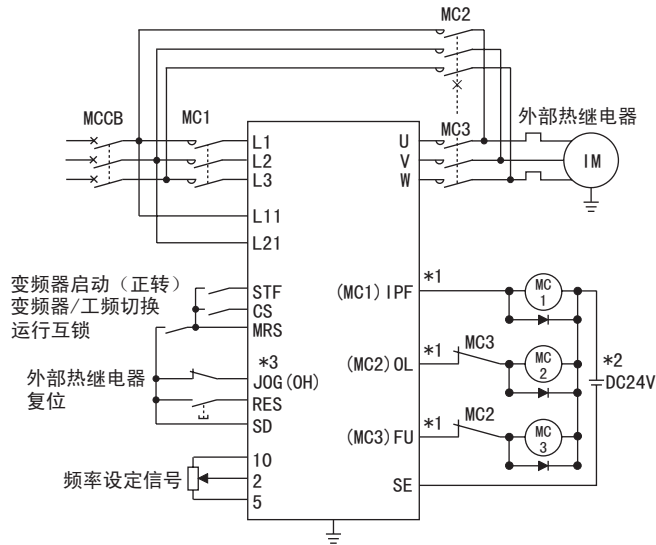 MC2
MCCB
MC1
MC3
外部热继电器
L1
L2
L3
L11
L21
U
V
W
IM
变频器启动（正转）
变频器/工频切换
运行互锁
STF
CS
MRS
*3
外部热继电器
复位
JOG(OH)
RES
SD
频率设定信号
10
2
5
(MC1)IPF
*1
MC
1
(MC2)OL
*1
MC3
MC
2
*2
DC24V
(MC3)FU
*1
MC2
MC
3
SE